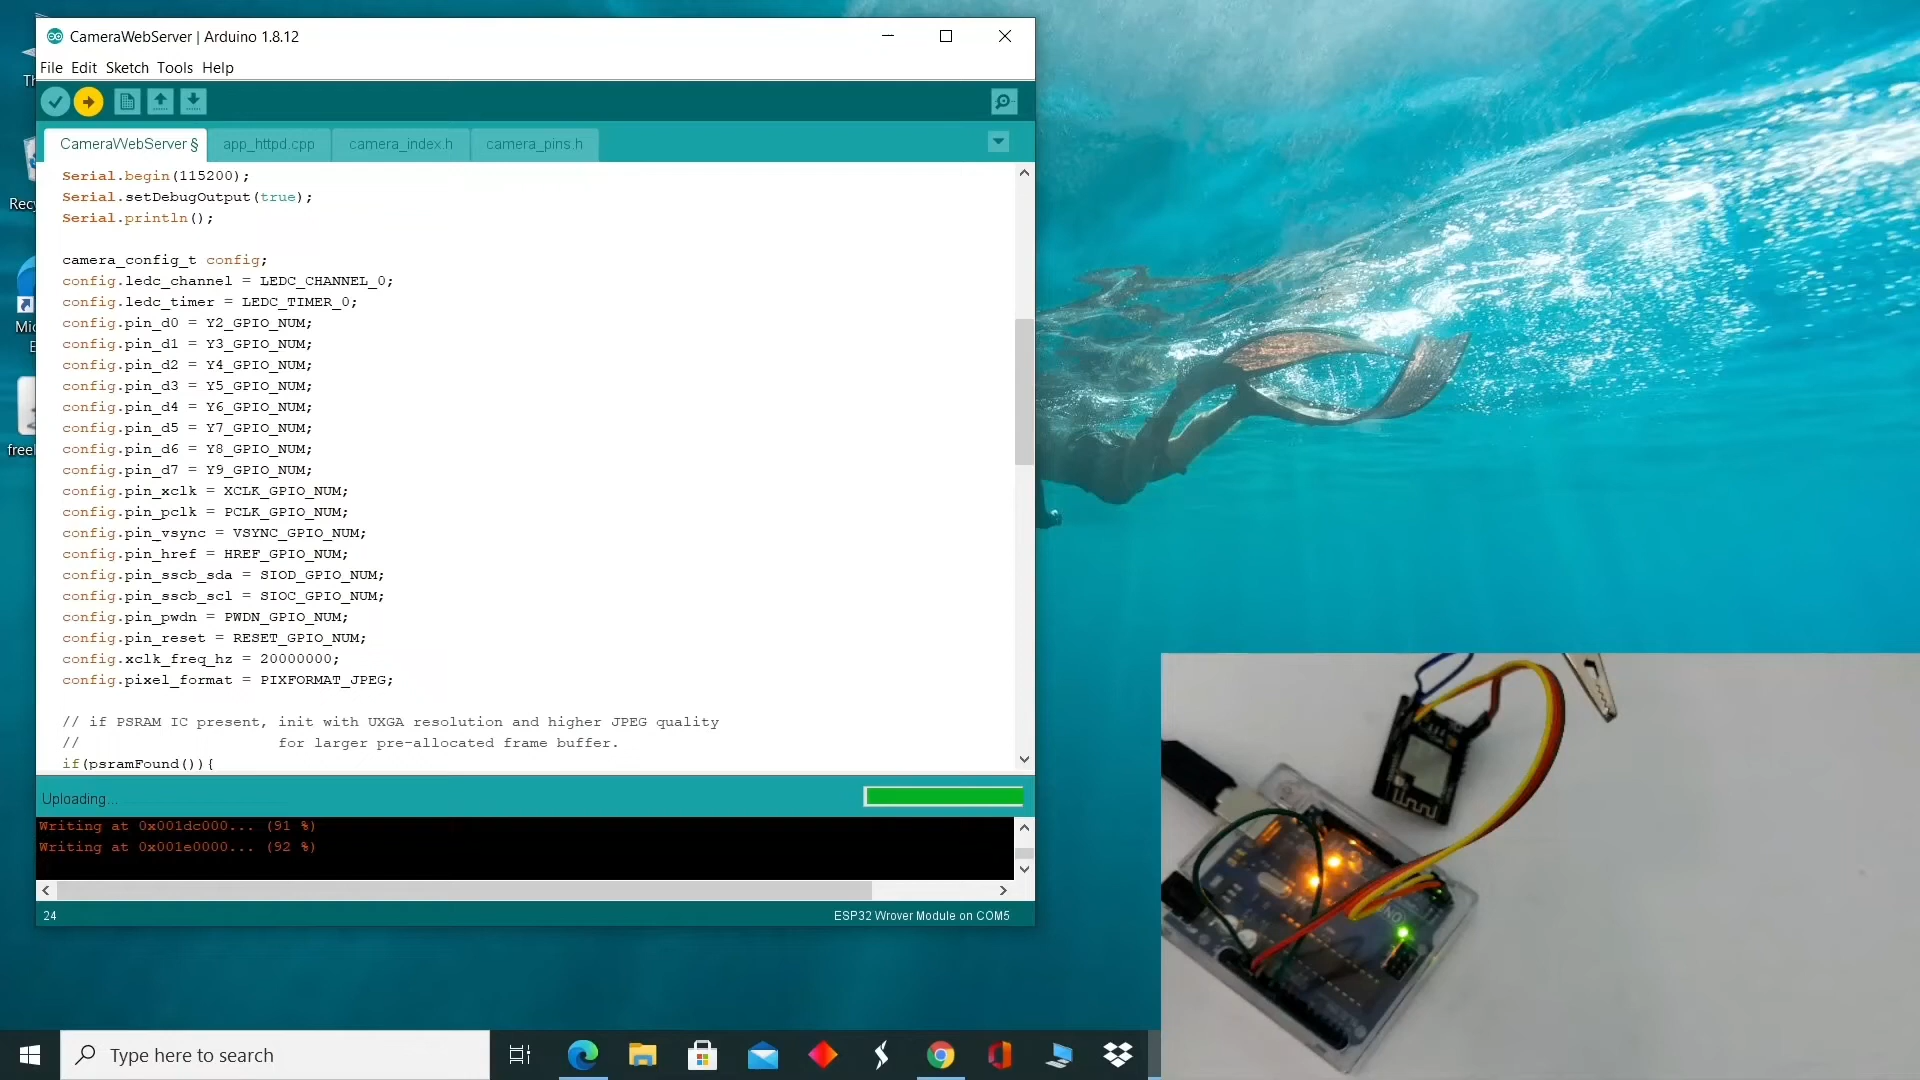 CameraWebServer | Arduino 1.8.12
File Edit Sketch Tools Help
CameraWebServer § app_httpd.cpp camera_index.h camera_pins.h
Serial.begin(115200);
Serial.setDebugOutput(true);
Serial.println();
camera_config_t config;
config.ledc_channel = LEDC_CHANNEL_0;
config.ledc_timer = LEDC_TIMER_0;
config.pin_d0 = Y2_GPIO_NUM;
config.pin_d1 = Y3_GPIO_NUM;
config.pin_d2 = Y4_GPIO_NUM;
config.pin_d3 = Y5_GPIO_NUM;
config.pin_d4 = Y6_GPIO_NUM;
config.pin_d5 = Y7_GPIO_NUM;
config.pin_d6 = Y8_GPIO_NUM;
config.pin_d7 = Y9_GPIO_NUM;
config.pin_xclk = XCLK_GPIO_NUM;
config.pin_pclk = PCLK_GPIO_NUM;
config.pin_vsync = VSYNC_GPIO_NUM;
config.pin_href = HREF_GPIO_NUM;
config.pin_sscb_sda = SIOD_GPIO_NUM;
config.pin_sscb_scl = SIOC_GPIO_NUM;
config.pin_pwdn = PWDN_GPIO_NUM;
config.pin_reset = RESET_GPIO_NUM;
config.xclk_freq_hz = 20000000;
config.pixel_format = PIXFORMAT_JPEG;
// if PSRAM IC present, init with UXGA resolution and higher JPEG quality
// for larger pre-allocated frame buffer.
if(psramFound()){
Uploading...
Writing at 0x001dc000... (91 %)
Writing at 0x001e0000... (92 %)
24 ESP32 Wrover Module on COM5
Th
Recy
Mic
E
free
Type here to search